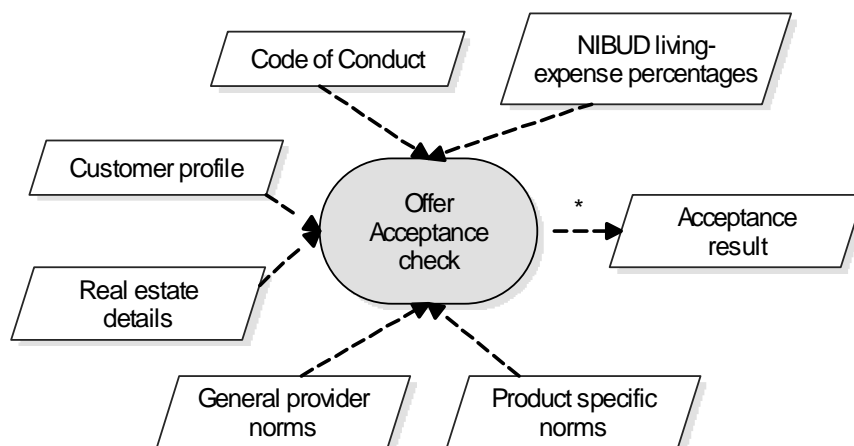 Code of Conduct
NIBUD living-
expense percentages
Customer profile
Offer
Acceptance
check
*
Acceptance
result
Real estate
details
General provider
norms
Product specific
norms